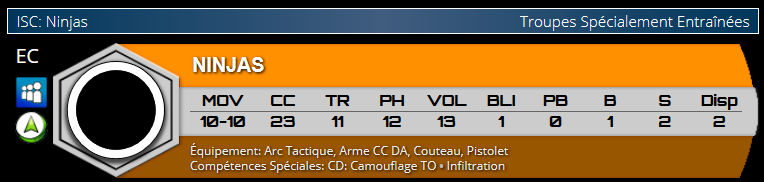 ISC: Ninjas
Troupes Spécialement Entraînées
EC
NINJAS
MOV CC TR PH VOL BLI PB B S Disp
10-10 23 11 12 13 1 0 1 2 2
Équipement: Arc Tactique, Arme CC DA, Couteau, Pistolet
Compétences Spéciales: CD: Camouflage TO • Infiltration